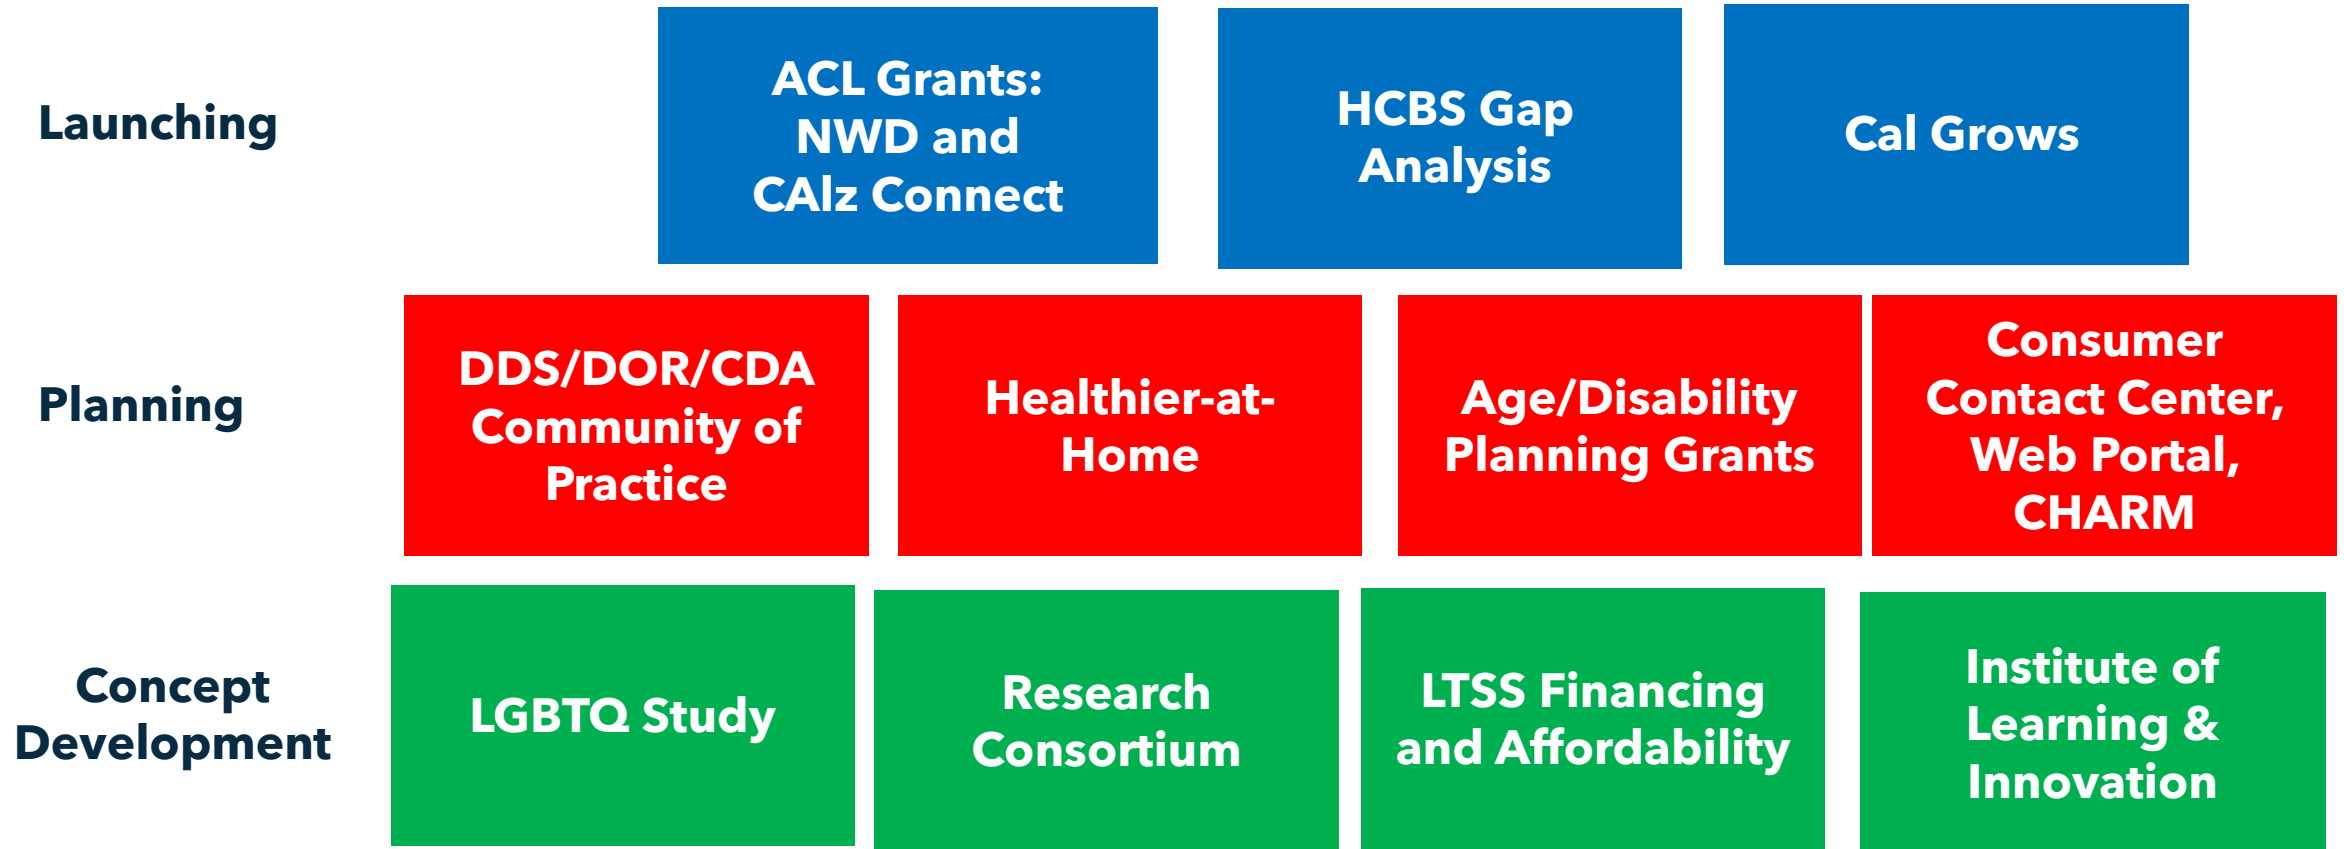 Launching
ACL Grants:
NWD and
CAlz Connect
HCBS Gap
Analysis
Cal Grows
Planning
DDS/DOR/CDA
Community of
Practice
Healthier-at-
Home
Age/Disability
Planning Grants
Consumer
Contact Center,
Web Portal,
CHARM
Concept
Development
LGBTQ Study
Research
Consortium
LTSS Financing
and Affordability
Institute of
Learning &
Innovation